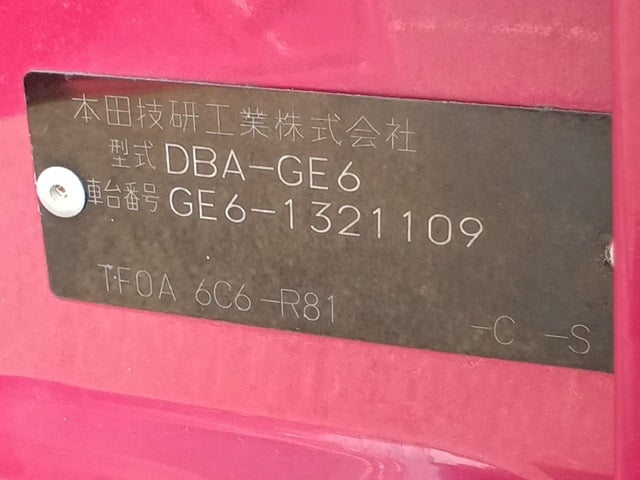 本田技研工業株式会社
型式 DBA-GE6
車台番号 GE6-1321109
TF0A 6C6-R81 -C -S